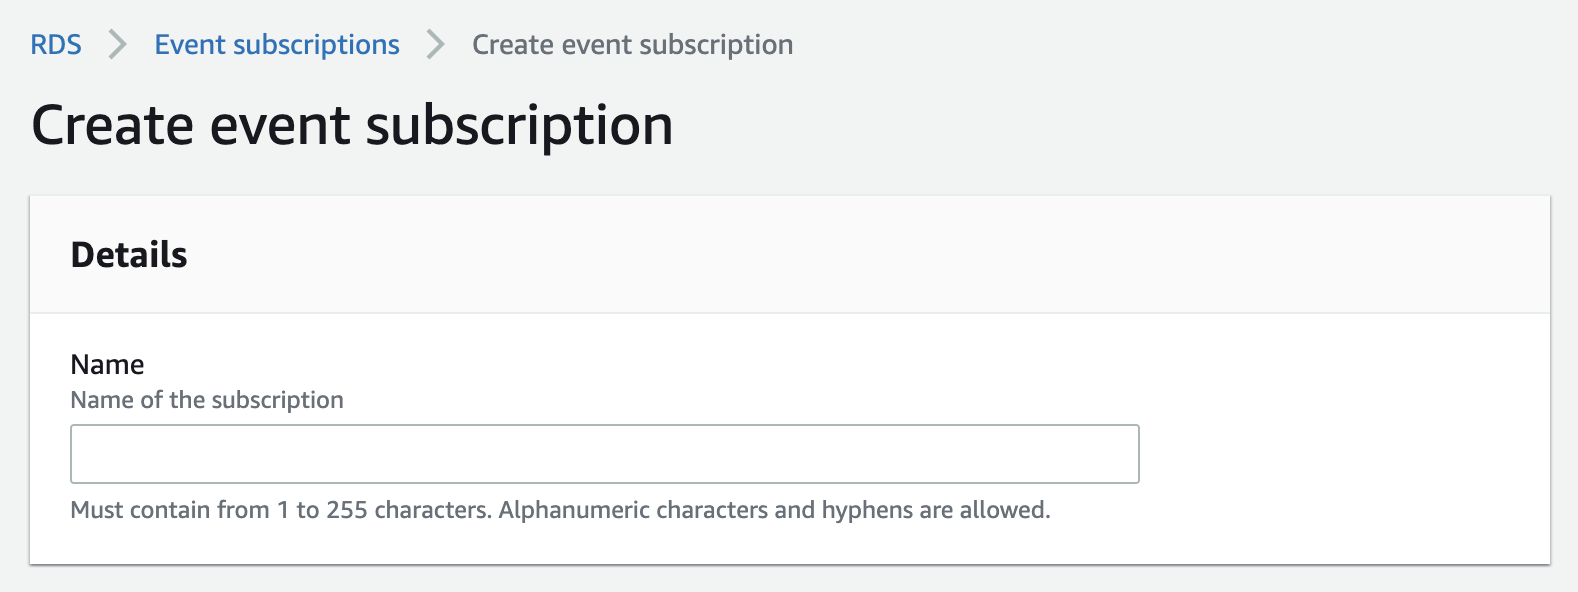 RDS > Event subscriptions > Create event subscription
Create event subscription
Details
Name
Name of the subscription
Must contain from 1 to 255 characters. Alphanumeric characters and hyphens are allowed.